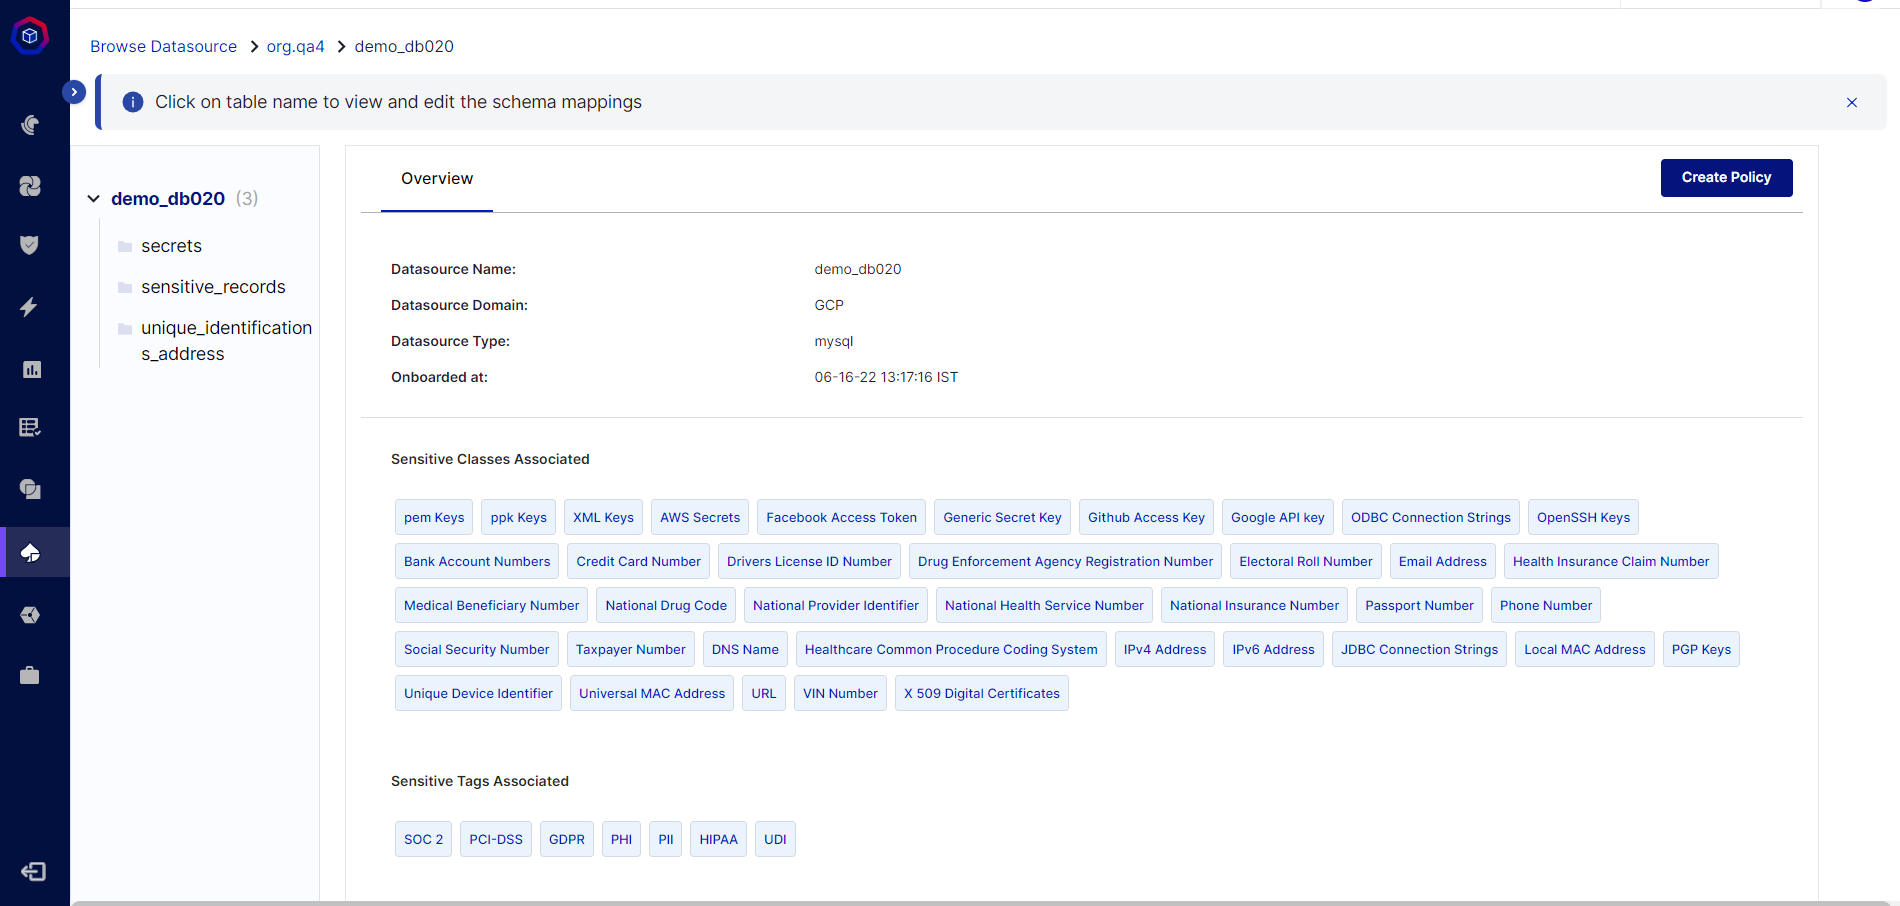 Browse Datasource > org.qa4 > demo_db020
Click on table name to view and edit the schema mappings
demo_db020 (3)
secrets
sensitive_records
unique_identification
s_address
Overview
Create Policy
Datasource Name: demo_db020
Datasource Domain: GCP
Datasource Type: mysql
Onboarded at: 06-16-22 13:17:16 IST
Sensitive Classes Associated
pem Keys ppk Keys XML Keys AWS Secrets Facebook Access Token Generic Secret Key Github Access Key Google API key ODBC Connection Strings OpenSSH Keys
Bank Account Numbers Credit Card Number Drivers License ID Number Drug Enforcement Agency Registration Number Electoral Roll Number Email Address Health Insurance Claim Number
Medical Beneficiary Number National Drug Code National Provider Identifier National Health Service Number National Insurance Number Passport Number Phone Number
Social Security Number Taxpayer Number DNS Name Healthcare Common Procedure Coding System IPv4 Address IPv6 Address JDBC Connection Strings Local MAC Address PGP Keys
Unique Device Identifier Universal MAC Address URL VIN Number X 509 Digital Certificates
Sensitive Tags Associated
SOC 2 PCI-DSS GDPR PHI PII HIPAA UDI